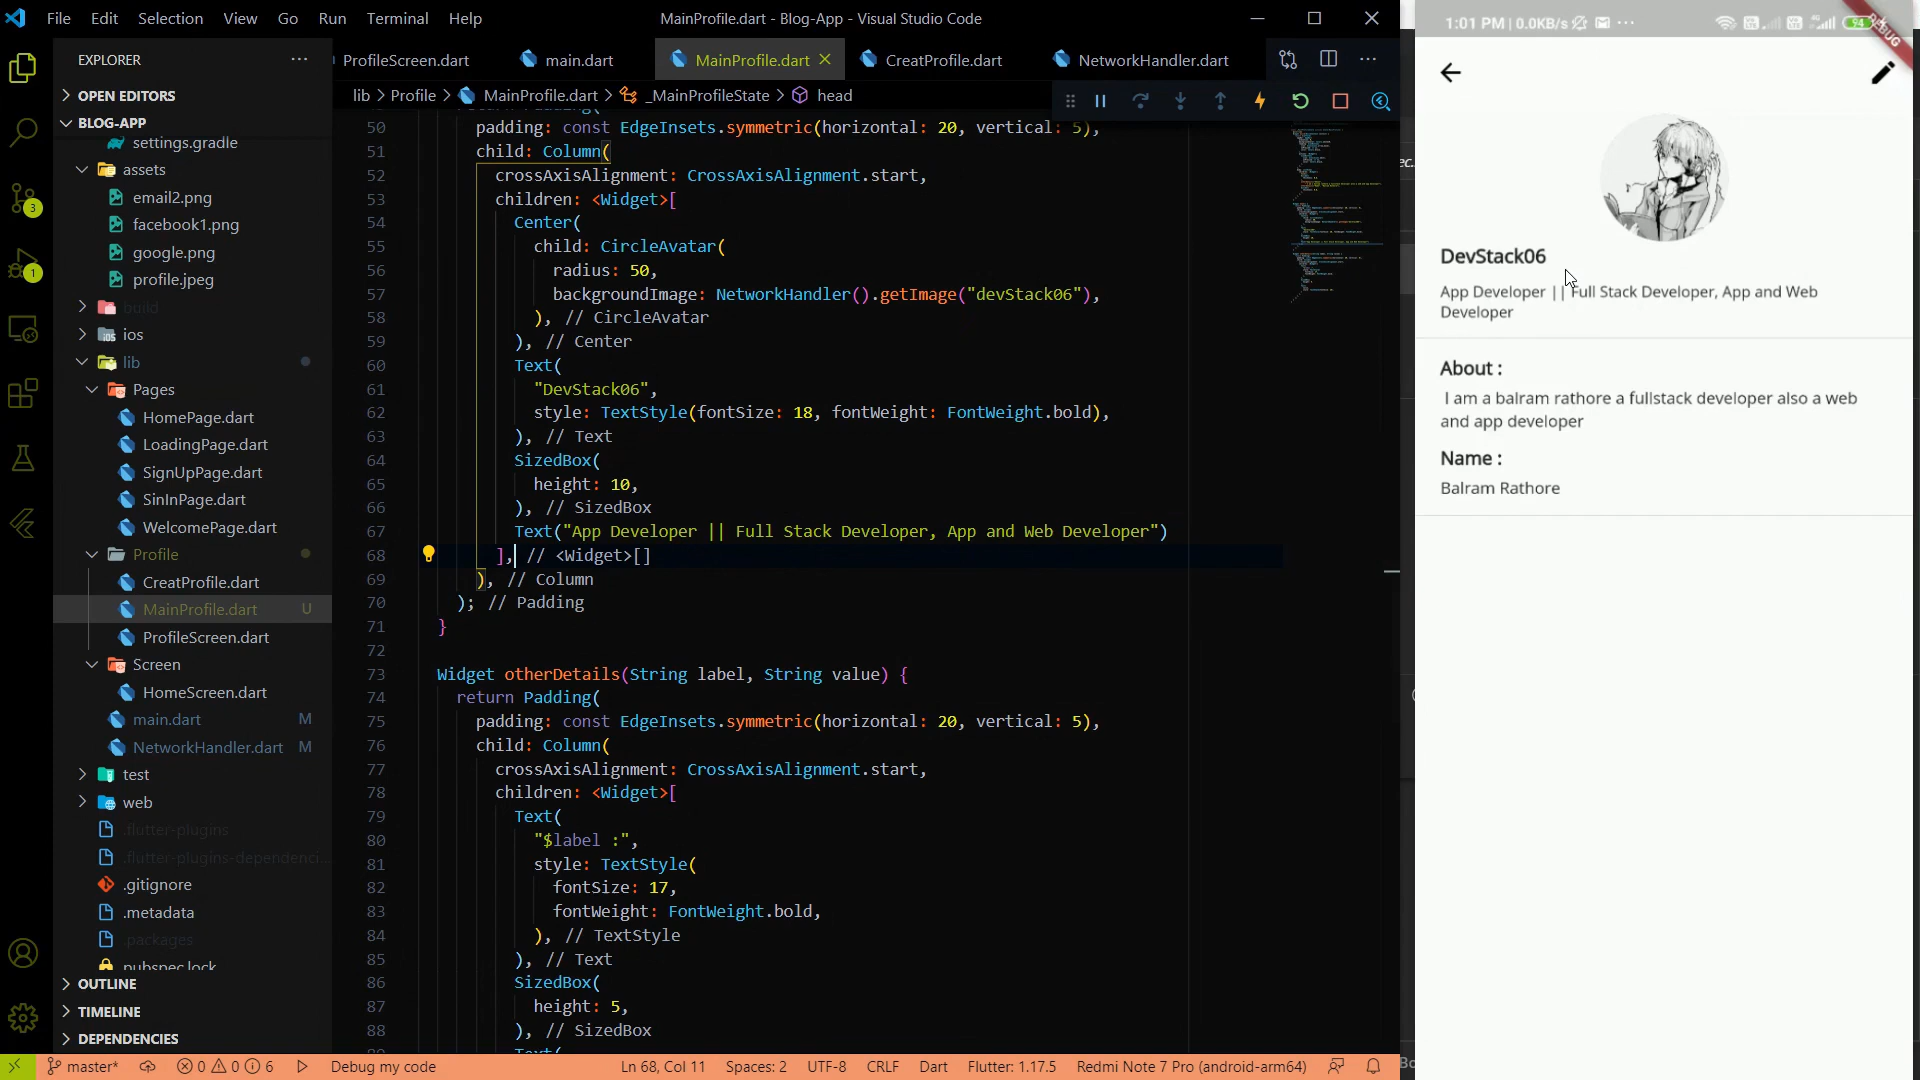 File Edit Selection View Go Run Terminal Help
MainProfile.dart - Blog-App - Visual Studio Code
EXPLORER
OPEN EDITORS
BLOG-APP
settings.gradle
assets
email2.png
facebook1.png
google.png
profile.jpeg
build
ios
lib
Pages
HomePage.dart
LoadingPage.dart
SignUpPage.dart
SinInPage.dart
WelcomePage.dart
Profile
CreatProfile.dart
MainProfile.dart U
ProfileScreen.dart
Screen
HomeScreen.dart
main.dart M
NetworkHandler.dart M
test
web
.flutter-plugins
.flutter-plugins-dependenci...
.gitignore
.metadata
.packages
pubspec.lock
OUTLINE
TIMELINE
DEPENDENCIES
3
1
ProfileScreen.dart main.dart MainProfile.dart CreatProfile.dart NetworkHandler.dart
lib > Profile > MainProfile.dart > _MainProfileState > head
50 padding: const EdgeInsets.symmetric(horizontal: 20, vertical: 5),
51 child: Column(
52 crossAxisAlignment: CrossAxisAlignment.start,
53 children: <Widget>[
54 Center(
55 child: CircleAvatar(
56 radius: 50,
57 backgroundImage: NetworkHandler().getImage("devStack06"),
58 ), // CircleAvatar
59 ), // Center
60 Text(
61 "DevStack06",
62 style: TextStyle(fontSize: 18, fontWeight: FontWeight.bold),
63 ), // Text
64 SizedBox(
65 height: 10,
66 ), // SizedBox
67 Text("App Developer || Full Stack Developer, App and Web Developer")
68 ], // <Widget>[]
69 ), // Column
70 ); // Padding
71 }
72
73 Widget otherDetails(String label, String value) {
74 return Padding(
75 padding: const EdgeInsets.symmetric(horizontal: 20, vertical: 5),
76 child: Column(
77 crossAxisAlignment: CrossAxisAlignment.start,
78 children: <Widget>[
79 Text(
80 "$label :",
81 style: TextStyle(
82 fontSize: 17,
83 fontWeight: FontWeight.bold,
84 ), // TextStyle
85 ), // Text
86 SizedBox(
87 height: 5,
88 ), // SizedBox
master* 0 0 6 Debug my code Ln 68, Col 11 Spaces: 2 UTF-8 CRLF Dart Flutter: 1.17.5 Redmi Note 7 Pro (android-arm64)
1:01 PM | 0.0KB/s 4G 94
DevStack06
App Developer || Full Stack Developer, App and Web
Developer
About :
I am a balram rathore a fullstack developer also a web
and app developer
Name :
Balram Rathore